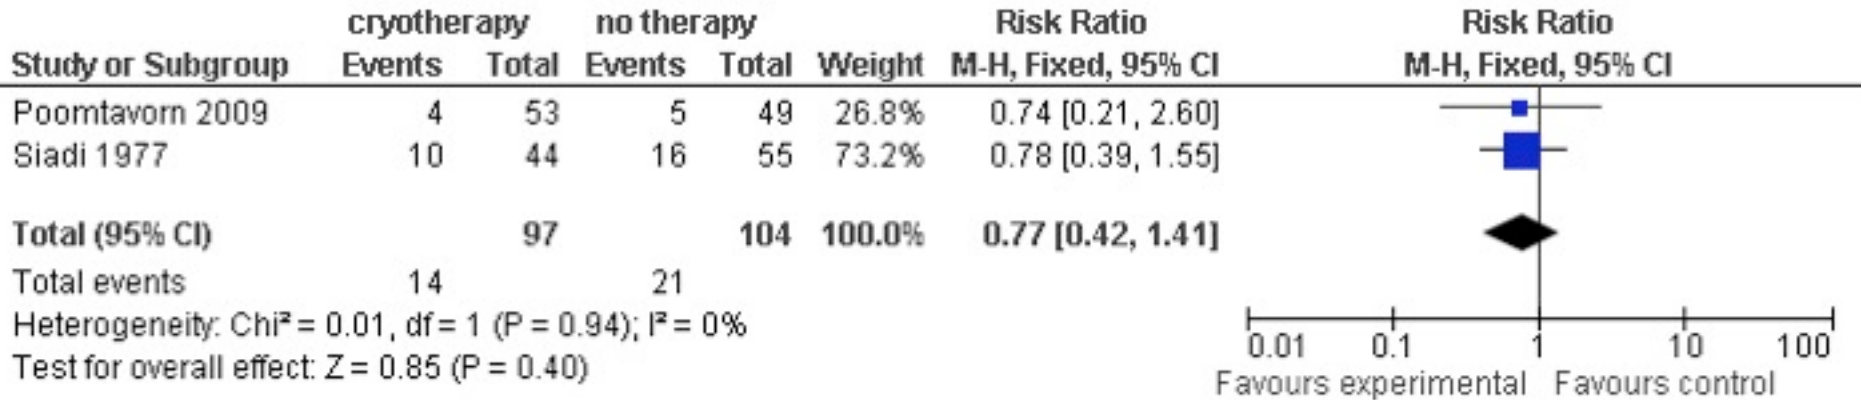 cryotherapy no therapy Risk Ratio Risk Ratio
Study or Subgroup Events Total Events Total Weight M-H, Fixed, 95% CI M-H, Fixed, 95% CI
Poomtavorn 2009 4 53 5 49 26.8% 0.74 [0.21, 2.60]
Siadi 1977 10 44 16 55 73.2% 0.78 [0.39, 1.55]
Total (95% CI) 97 104 100.0% 0.77 [0.42, 1.41]
Total events 14 21
Heterogeneity: Chi² = 0.01, df = 1 (P = 0.94); I² = 0%
Test for overall effect: Z = 0.85 (P = 0.40)
0.01 0.1 1 10 100
Favours experimental Favours control